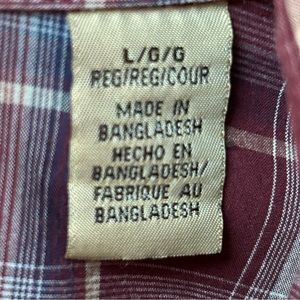 L/G/G
REG/REG/COUR
MADE IN
BANGLADESH
HECHO EN
BANGLADESH/
FABRIQUE AU
BANGLADESH